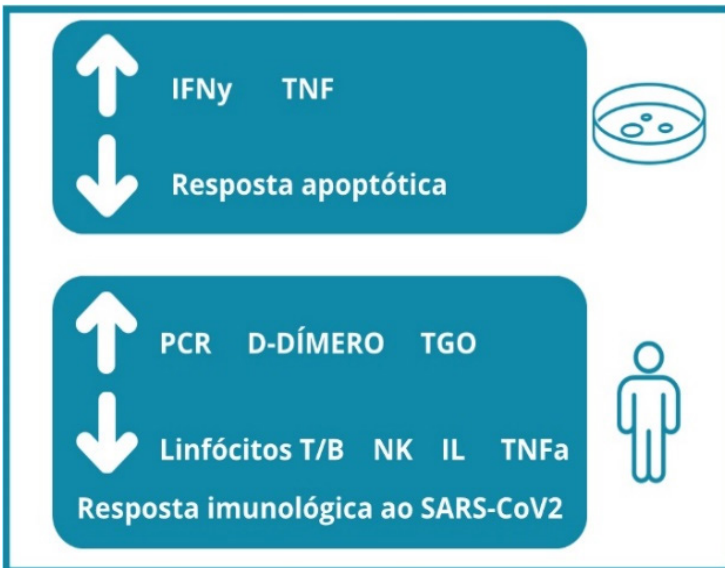 IFNy TNF
Resposta apoptótica
PCR D-DÍMERO TGO
Linfócitos T/B NK IL TNFa
Resposta imunológica ao SARS-CoV2